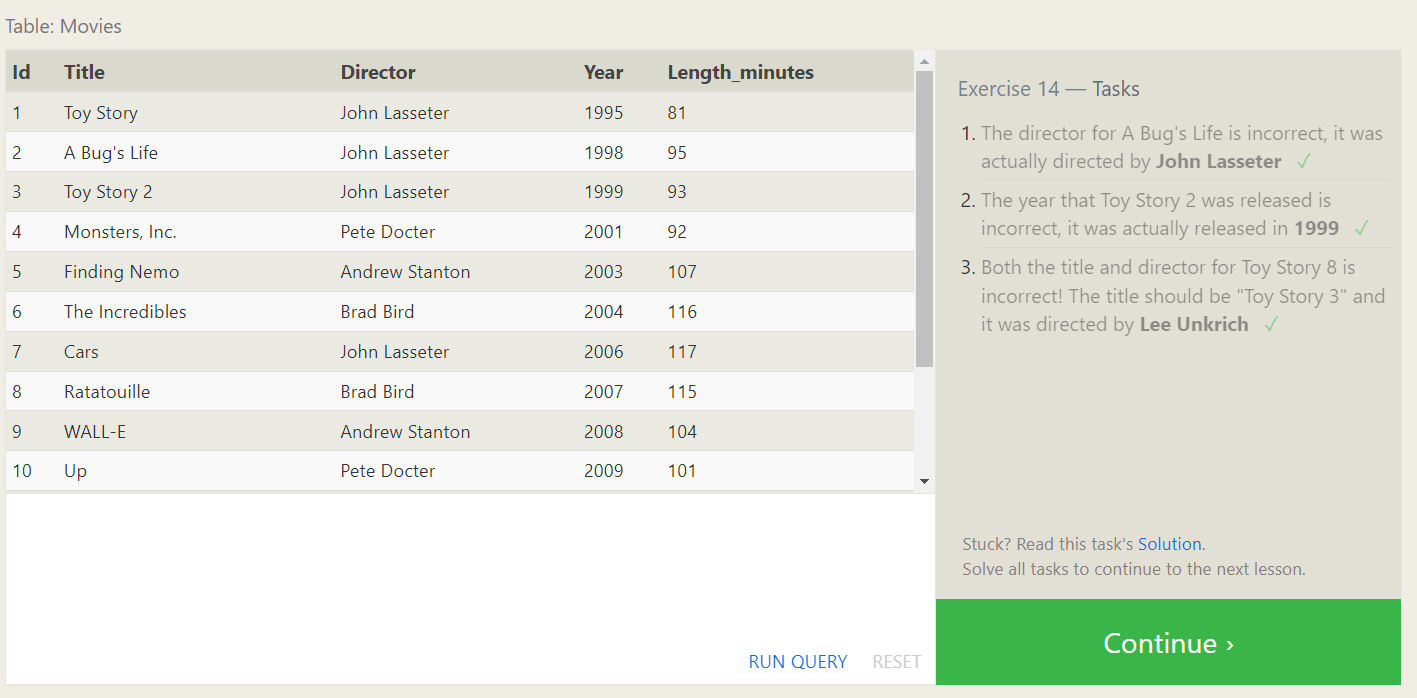 Table: Movies
Id Title Director Year Length_minutes
1 Toy Story John Lasseter 1995 81
2 A Bug's Life John Lasseter 1998 95
3 Toy Story 2 John Lasseter 1999 93
4 Monsters, Inc. Pete Docter 2001 92
5 Finding Nemo Andrew Stanton 2003 107
6 The Incredibles Brad Bird 2004 116
7 Cars John Lasseter 2006 117
8 Ratatouille Brad Bird 2007 115
9 WALL-E Andrew Stanton 2008 104
10 Up Pete Docter 2009 101
RUN QUERY RESET
Exercise 14 — Tasks
1. The director for A Bug's Life is incorrect, it was
actually directed by John Lasseter ✓
2. The year that Toy Story 2 was released is
incorrect, it was actually released in 1999 ✓
3. Both the title and director for Toy Story 8 is
incorrect! The title should be "Toy Story 3" and
it was directed by Lee Unkrich ✓
Stuck? Read this task's Solution.
Solve all tasks to continue to the next lesson.
Continue ›